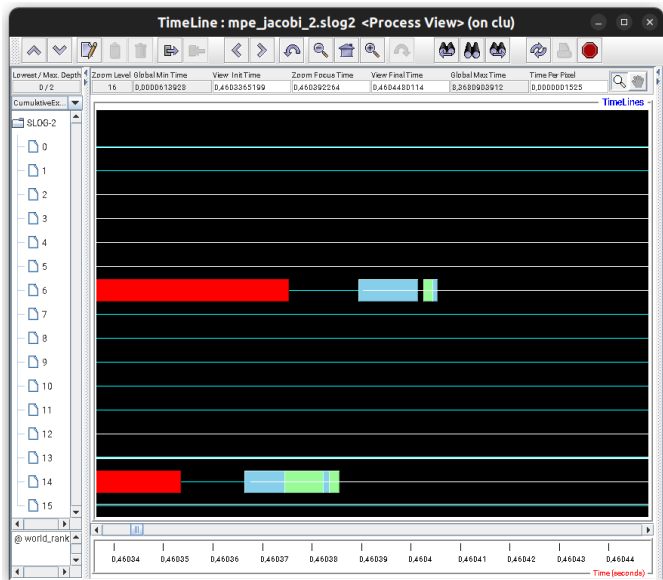 TimeLine : mpe_jacobi_2.slog2 <Process View> (on clu)
Lowest / Max. Depth
0 / 2
Zoom Level
16
Global Min Time
0,0000613928
View Init Time
0,4603365199
Zoom Focus Time
0,460392264
View Final Time
0,4604480114
Global Max Time
8,3680903912
Time Per Pixel
0,0000001525
CumulativeEx...
TimeLines
SLOG-2
0
1
2
3
4
5
6
7
8
9
10
11
12
13
14
15
@ world_rank
0,46034 0,46035 0,46036 0,46037 0,46038 0,46039 0,4604 0,46041 0,46042 0,46043 0,46044
Time (seconds)